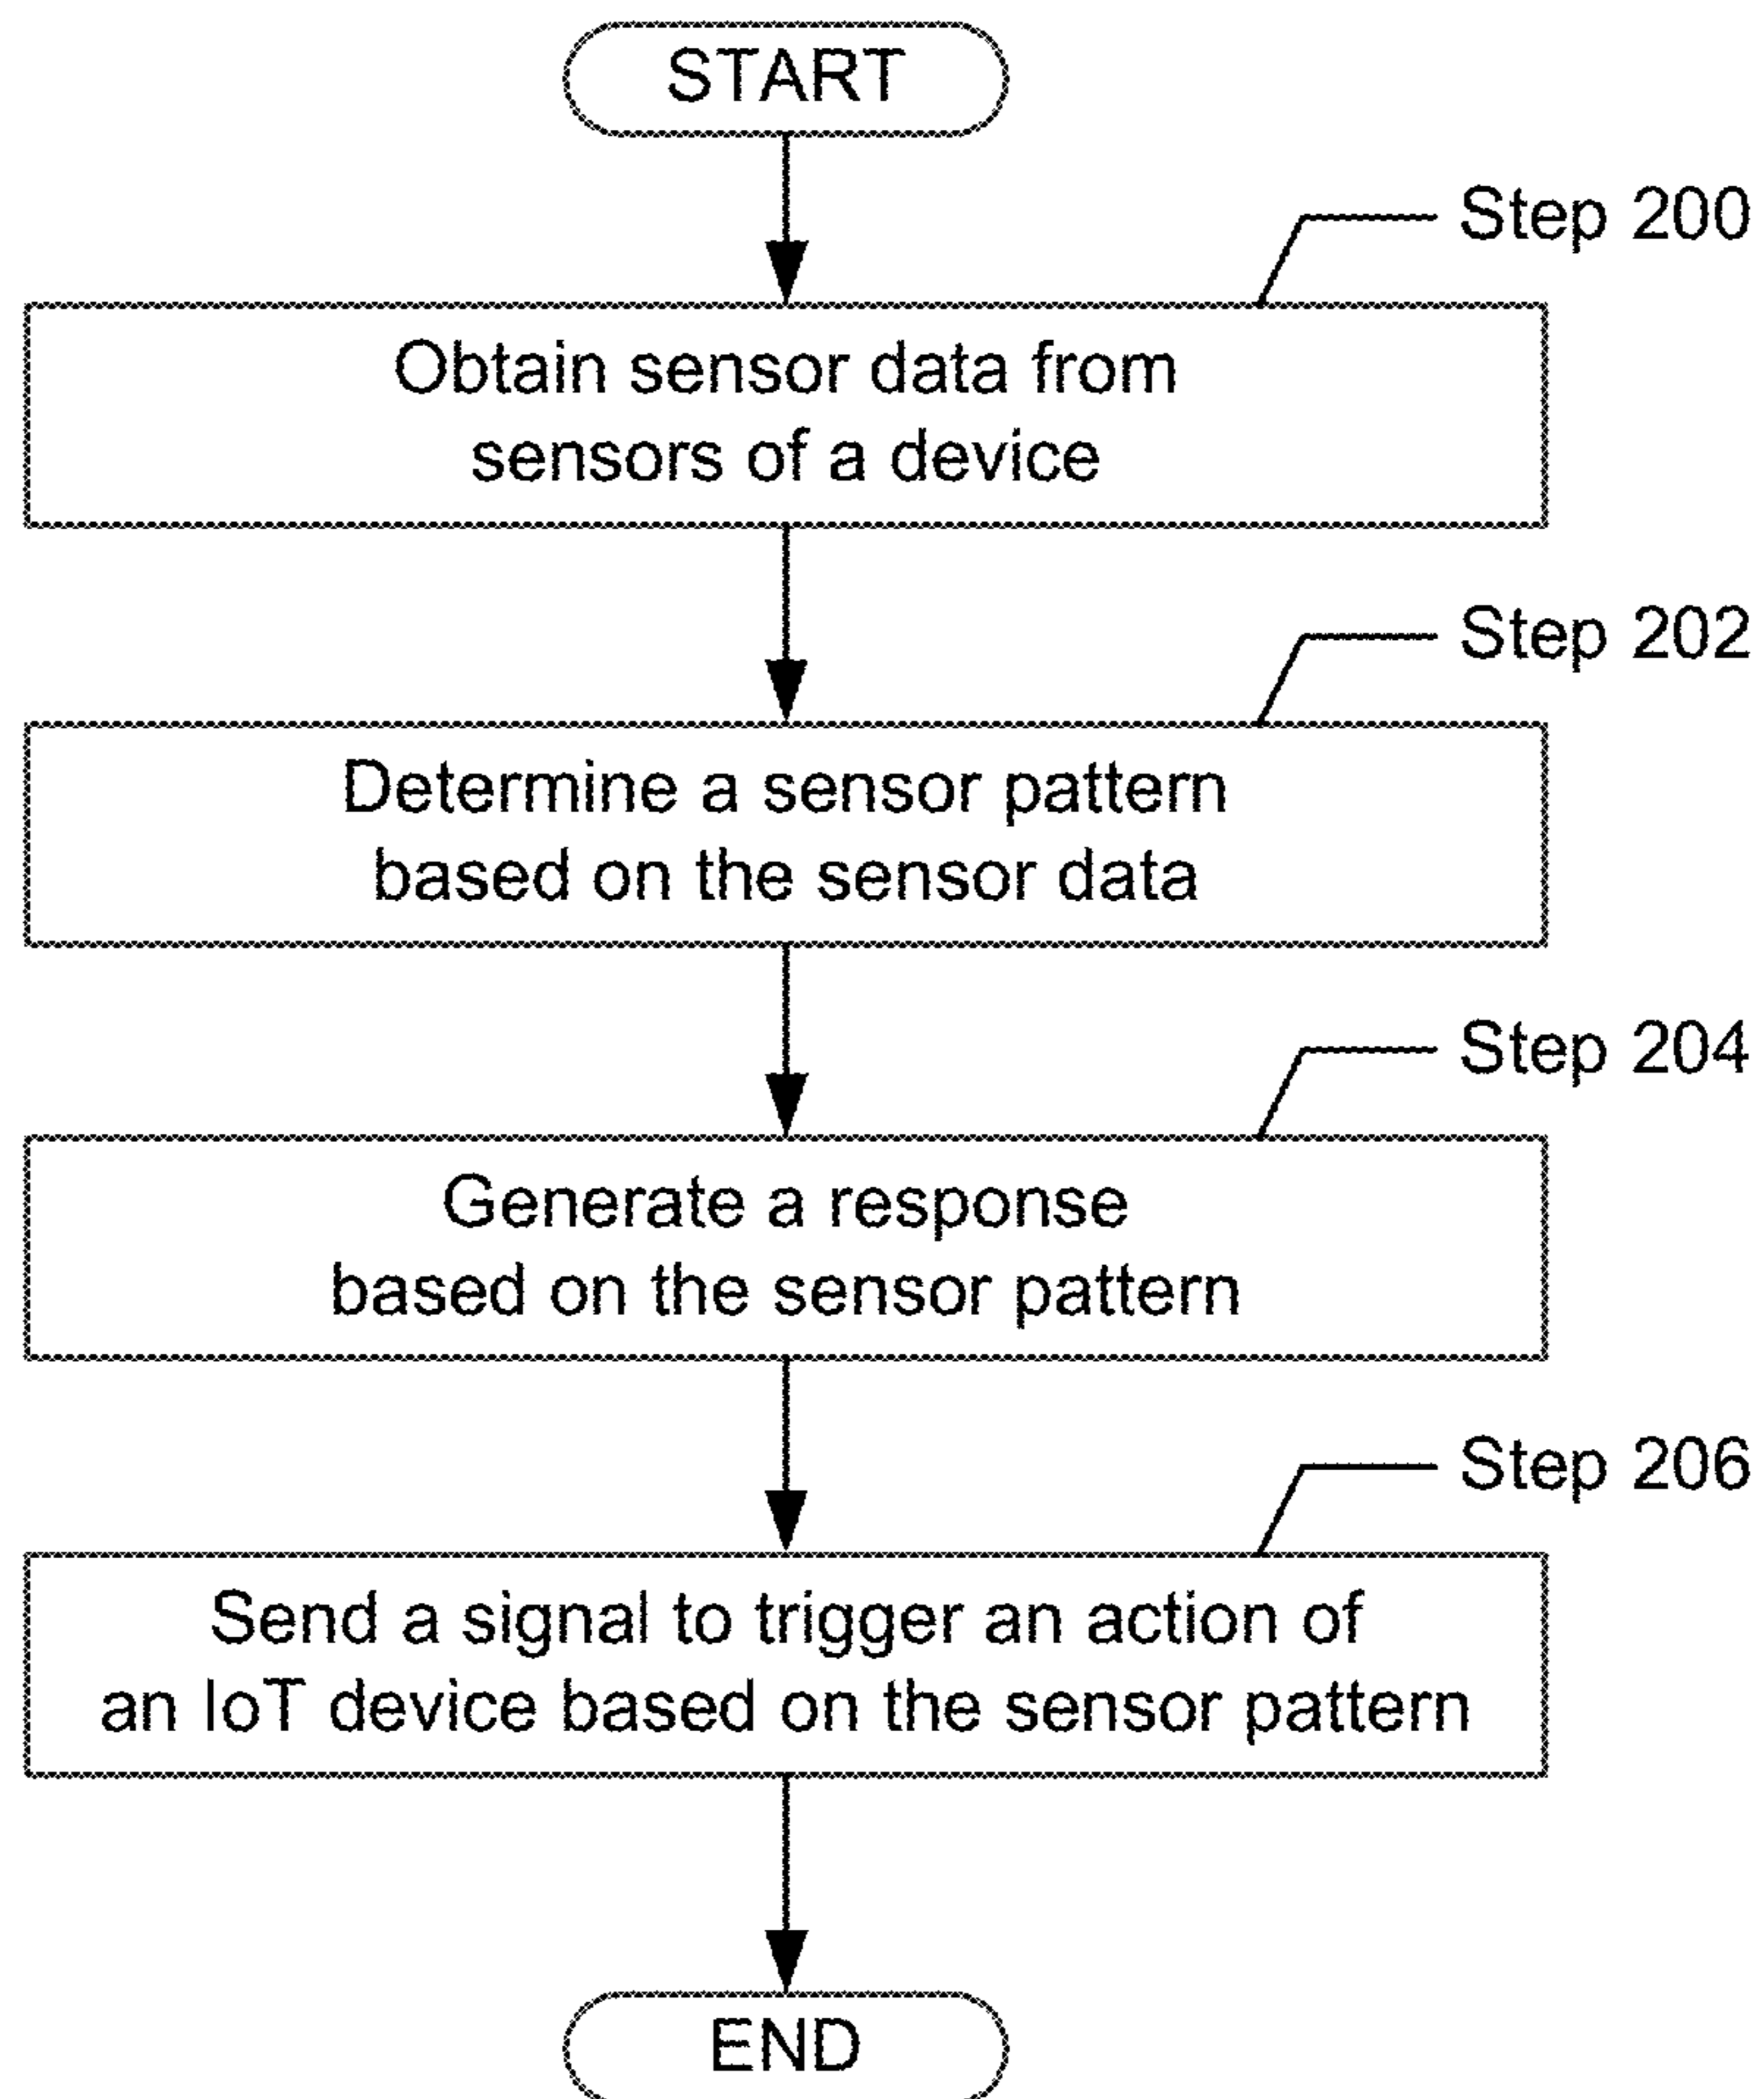 START
Step 200
Obtain sensor data from
sensors of a device
Step 202
Determine a sensor pattern
based on the sensor data
Step 204
Generate a response
based on the sensor pattern
Step 206
Send a signal to trigger an action of
an IoT device based on the sensor pattern
END